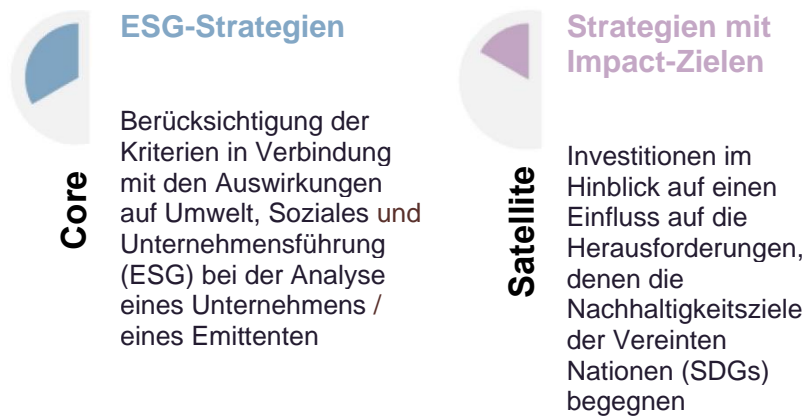 ESG-Strategien
Core
Berücksichtigung der
Kriterien in Verbindung
mit den Auswirkungen
auf Umwelt, Soziales und
Unternehmensführung
(ESG) bei der Analyse
eines Unternehmens /
eines Emittenten
Strategien mit
Impact-Zielen
Satellite
Investitionen im
Hinblick auf einen
Einfluss auf die
Herausforderungen,
denen die
Nachhaltigkeitsziele
der Vereinten
Nationen (SDGs)
begegnen